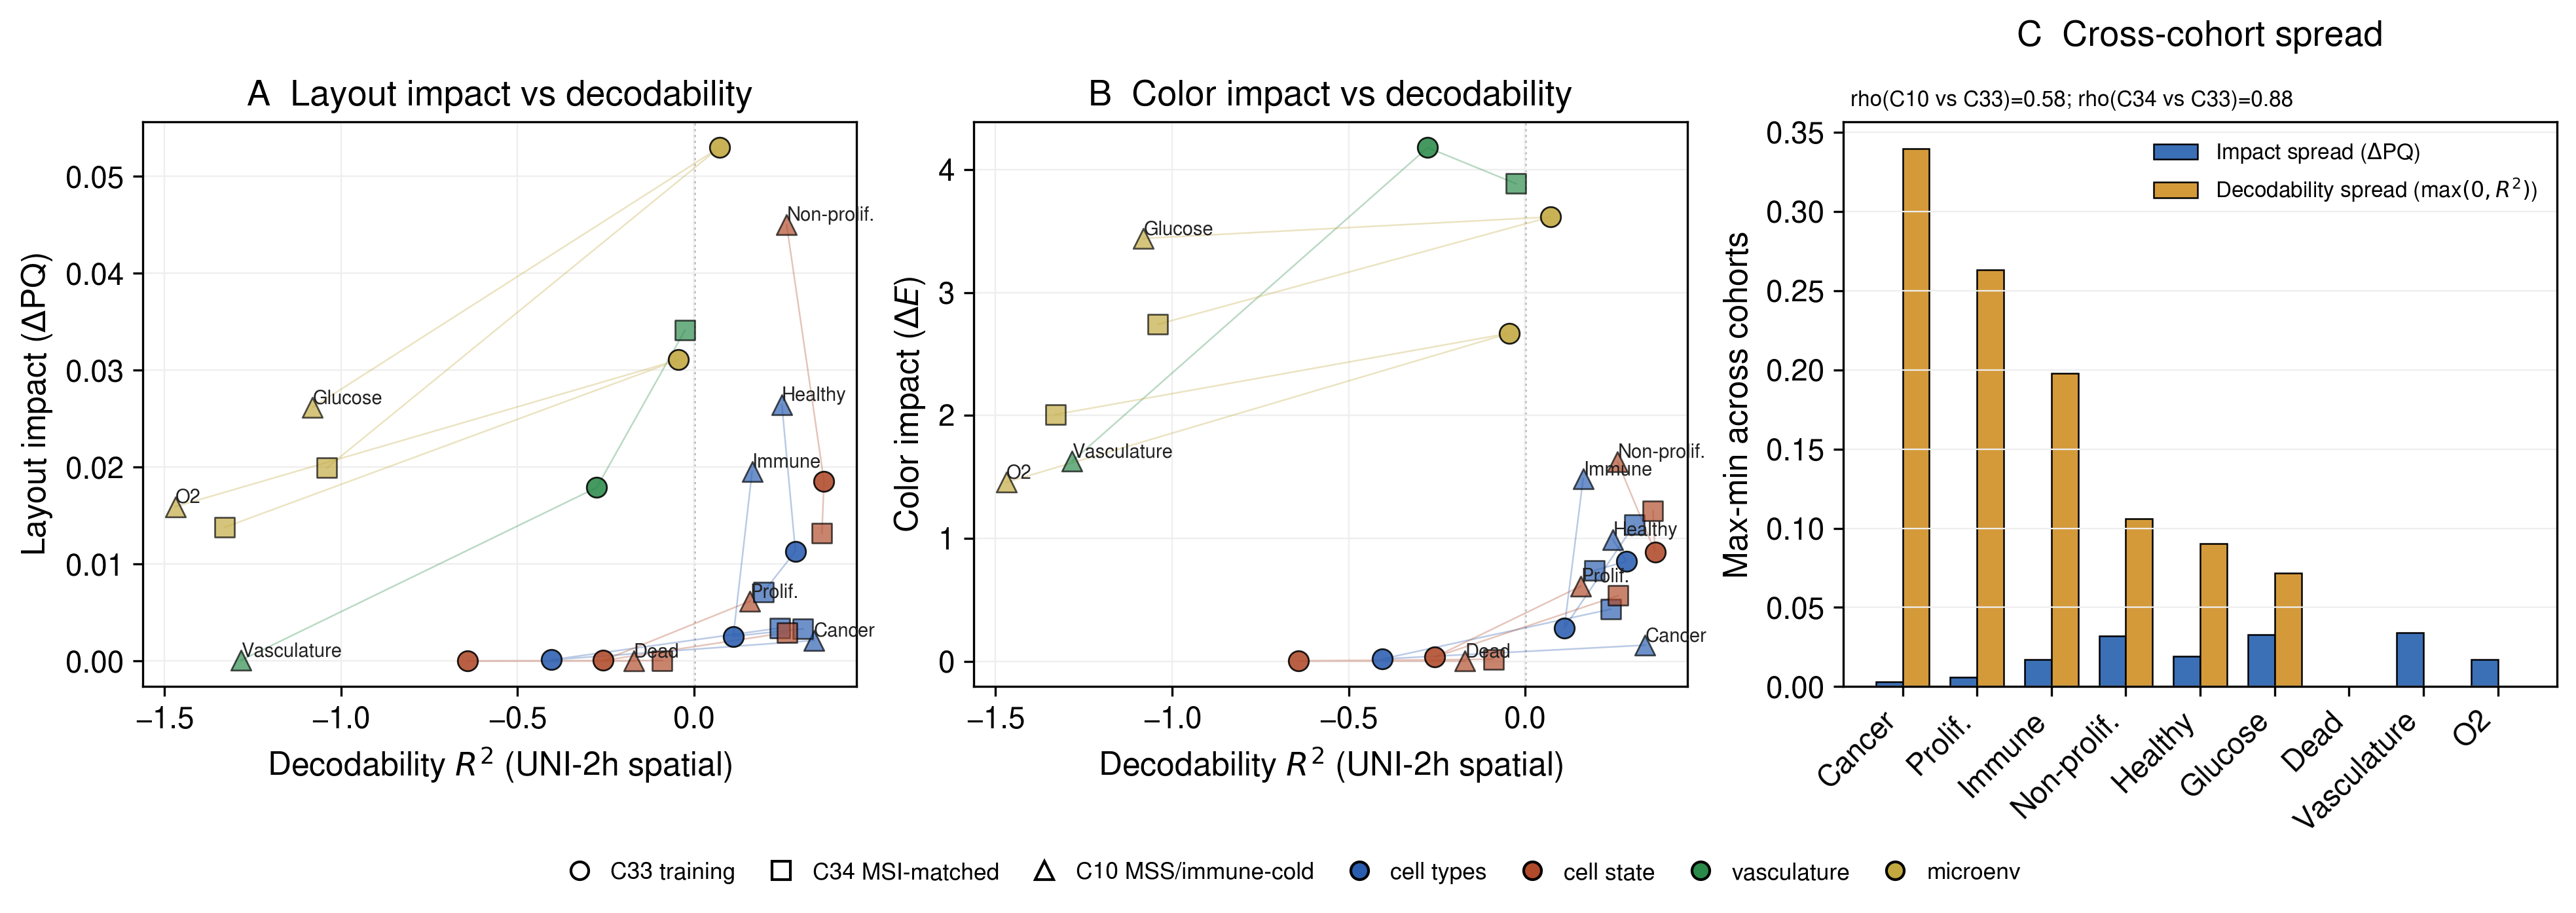 A Layout impact vs decodability
Layout impact (ΔPQ)
0.05
0.04
0.03
0.02
0.01
0.00
−1.5
−1.0
−0.5
0.0
Decodability R² (UNI-2h spatial)
Non-prolif.
Healthy
Glucose
Immune
O2
Prolif.
Cancer
Dead
Vasculature
B Color impact vs decodability
Color impact (ΔE)
4
3
2
1
0
−1.5
−1.0
−0.5
0.0
Decodability R² (UNI-2h spatial)
Glucose
Vasculature
Non-prolif.
Immune
O2
Healthy
Prolif.
Cancer
Dead
C Cross-cohort spread
rho(C10 vs C33)=0.58; rho(C34 vs C33)=0.88
Max-min across cohorts
0.35
0.30
0.25
0.20
0.15
0.10
0.05
0.00
Impact spread (ΔPQ)
Decodability spread (max(0, R²))
Cancer
Prolif.
Immune
Non-prolif.
Healthy
Glucose
Dead
Vasculature
O2
C33 training
C34 MSI-matched
C10 MSS/immune-cold
cell types
cell state
vasculature
microenv